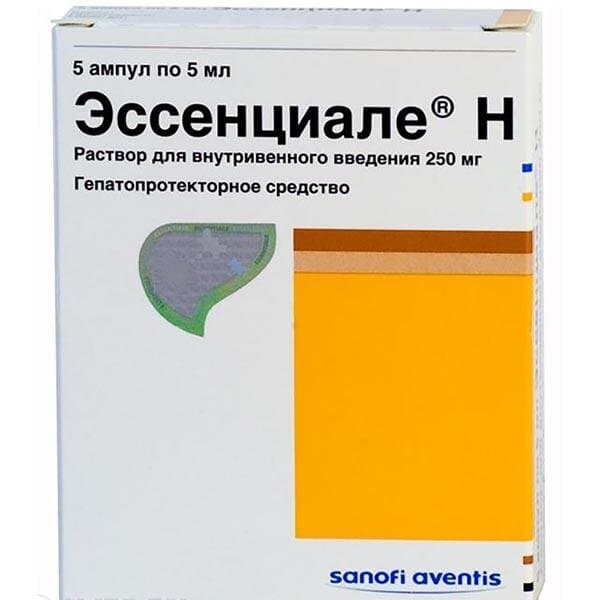 5 ампул по 5 мл
Эссенциале® Н
Раствор для внутривенного введения 250 мг
Гепатопротекторное средство
sanofi aventis